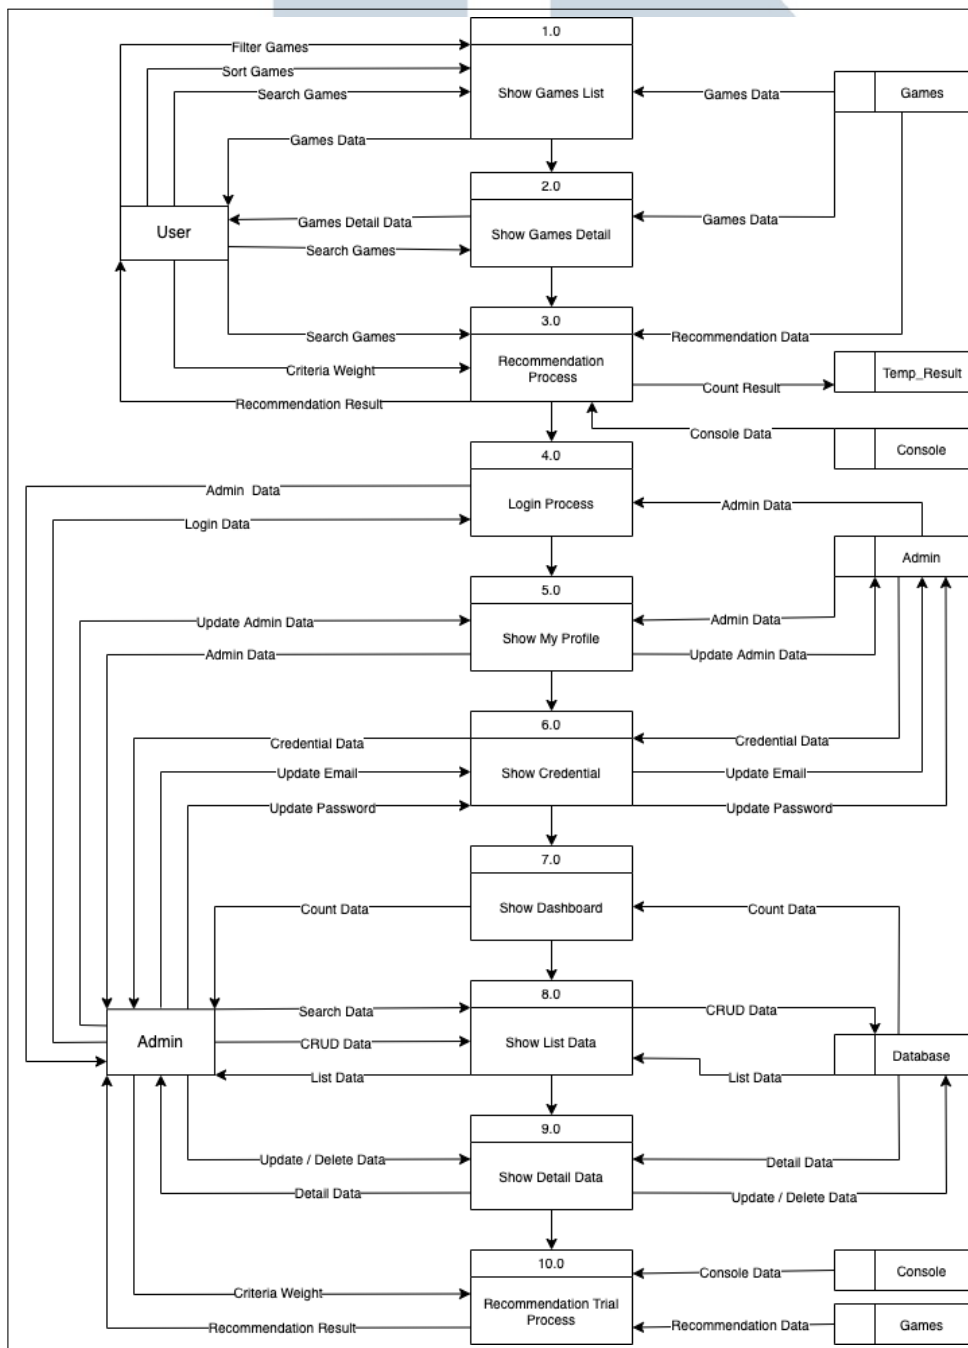 1.0
Filter Games
Sort Games
Search Games
Show Games List
Games Data
Games
Games Data
2.0
User
Games Detail Data
Show Games Detail
Games Data
Search Games
3.0
Search Games
Recommendation Data
Recommendation
Process
Criteria Weight
Temp_Result
Count Result
Recommendation Result
Console Data
Console
4.0
Admin  Data
Login Process
Admin Data
Login Data
Admin
5.0
Update Admin Data
Admin Data
Show My Profile
Admin Data
Update Admin Data
6.0
Credential Data
Credential Data
Update Email
Show Credential
Update Email
Update Password
Update Password
7.0
Count Data
Show Dashboard
Count Data
8.0
Search Data
CRUD Data
Admin
CRUD Data
Show List Data
Database
List Data
List Data
9.0
Update / Delete Data
Detail Data
Show Detail Data
Detail Data
Update / Delete Data
10.0
Console Data
Console
Criteria Weight
Recommendation Trial
Process
Recommendation Result
Recommendation Data
Games